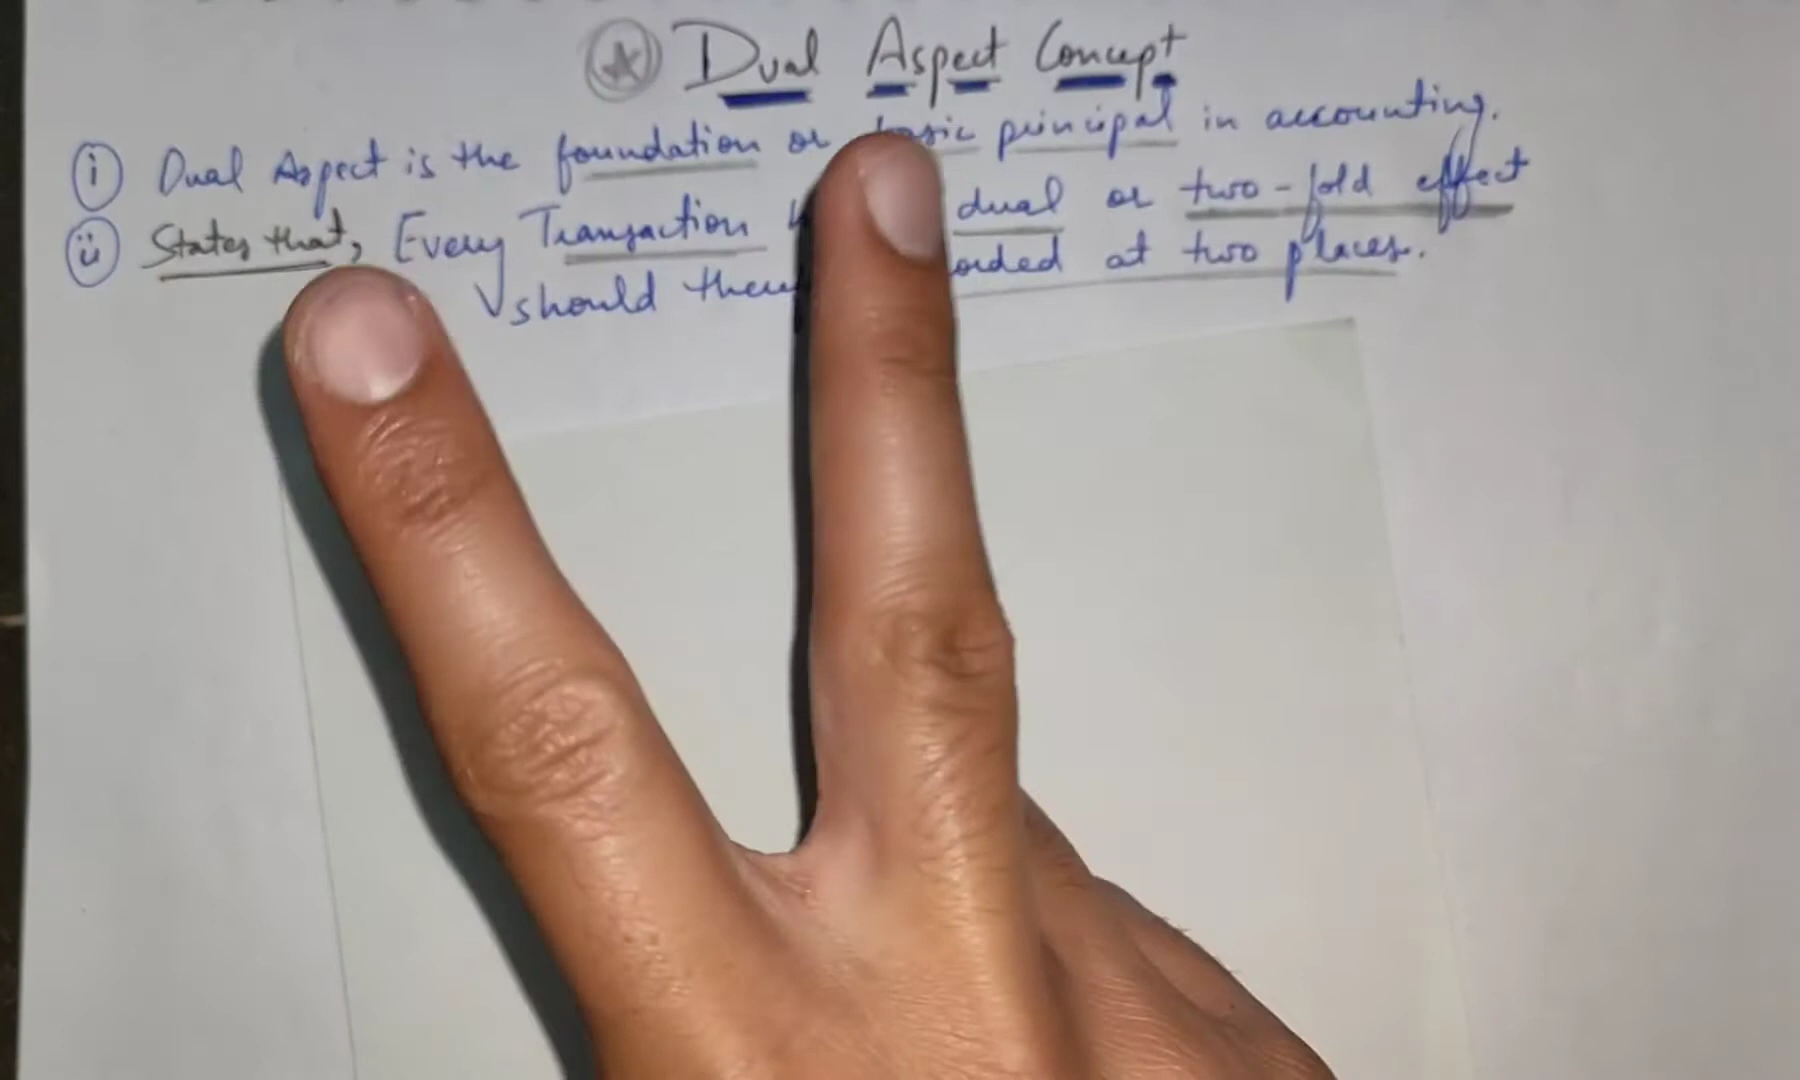 A Dual Aspect Concept
i Dual Aspect is the foundation or basic principal in accounting.
ii States that, Every Transaction dual or two-fold effect
should at two places.